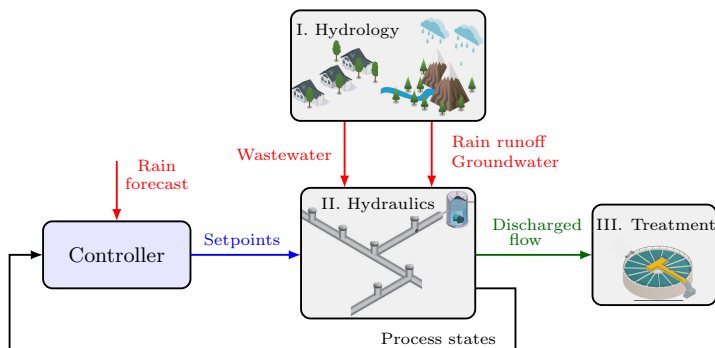 I. Hydrology
Wastewater
Rain runoff
Groundwater
Rain
forecast
II. Hydraulics
Controller
Setpoints
Discharged
flow
III. Treatment
Process states